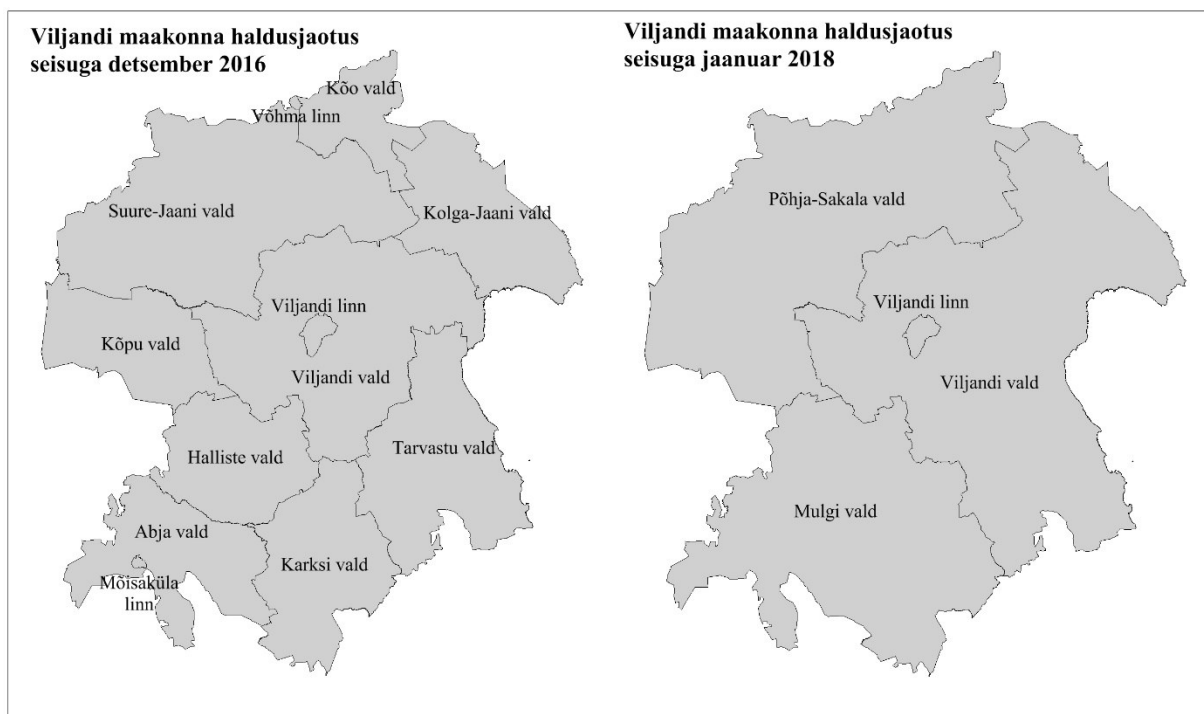 Viljandi maakonna haldusjaotus
seisuga detsember 2016
Kõo vald
Võhma linn
Suure-Jaani vald
Kolga-Jaani vald
Viljandi linn
Kõpu vald
Viljandi vald
Tarvastu vald
Halliste vald
Abja vald
Karksi vald
Mõisaküla
linn
Viljandi maakonna haldusjaotus
seisuga jaanuar 2018
Põhja-Sakala vald
Viljandi linn
Viljandi vald
Mulgi vald